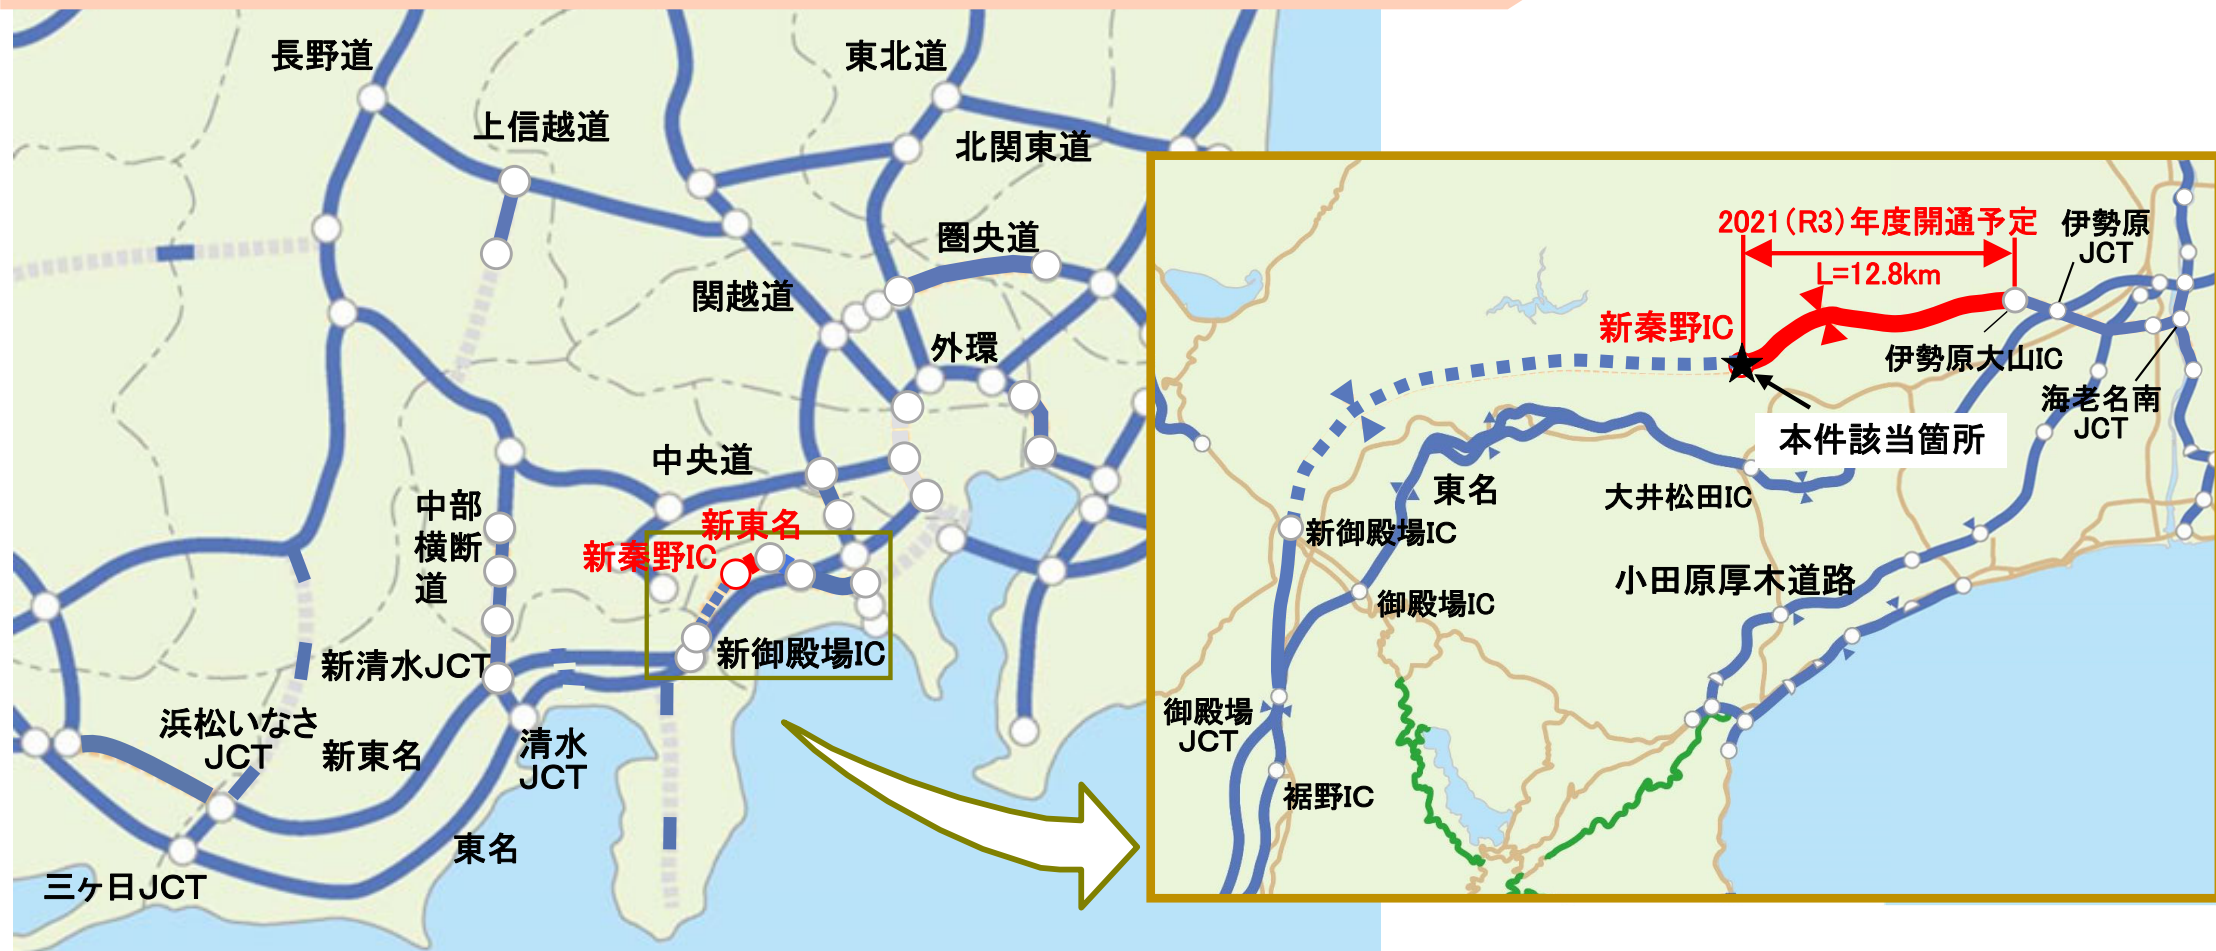 長野道
東北道
上信越道
北関東道
圏央道
関越道
外環
中央道
中部
横断
道
新東名
新秦野IC
新御殿場IC
新清水JCT
浜松いなさ
JCT
新東名
清水
JCT
東名
三ヶ日JCT
2021(R3)年度開通予定
L=12.8km
伊勢原
JCT
新秦野IC
伊勢原大山IC
海老名南
JCT
本件該当箇所
東名
大井松田IC
新御殿場IC
小田原厚木道路
御殿場IC
御殿場
JCT
裾野IC